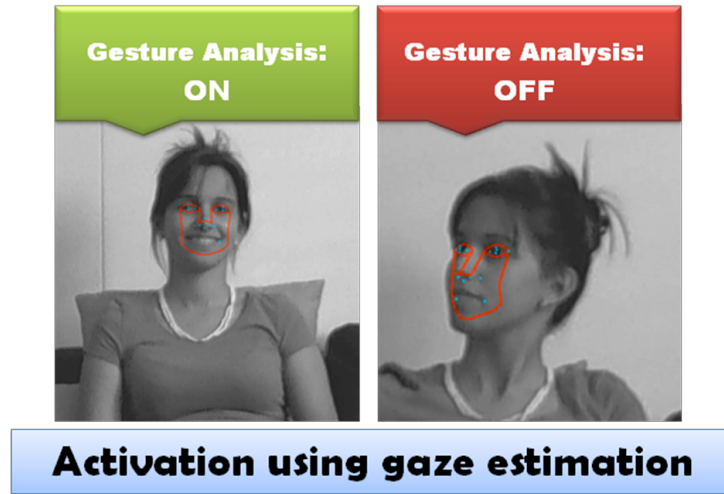 Gesture Analysis:
ON
Gesture Analysis:
OFF
Activation using gaze estimation